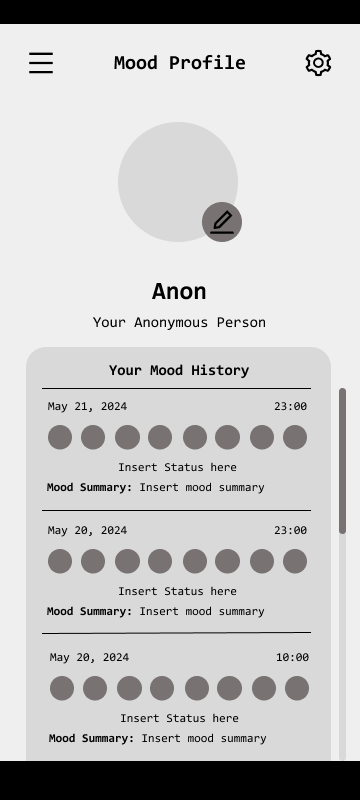 Mood Profile
Anon
Your Anonymous Person
Your Mood History
May 21, 2024 23:00
Insert Status here
Mood Summary: Insert mood summary
May 20, 2024 23:00
Insert Status here
Mood Summary: Insert mood summary
May 20, 2024 10:00
Insert Status here
Mood Summary: Insert mood summary